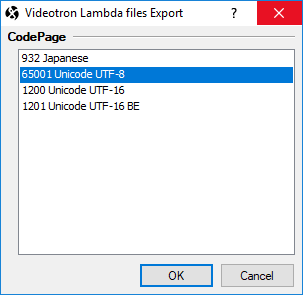 Videotron Lambda files Export
CodePage
932 Japanese
65001 Unicode UTF-8
1200 Unicode UTF-16
1201 Unicode UTF-16 BE
OK Cancel